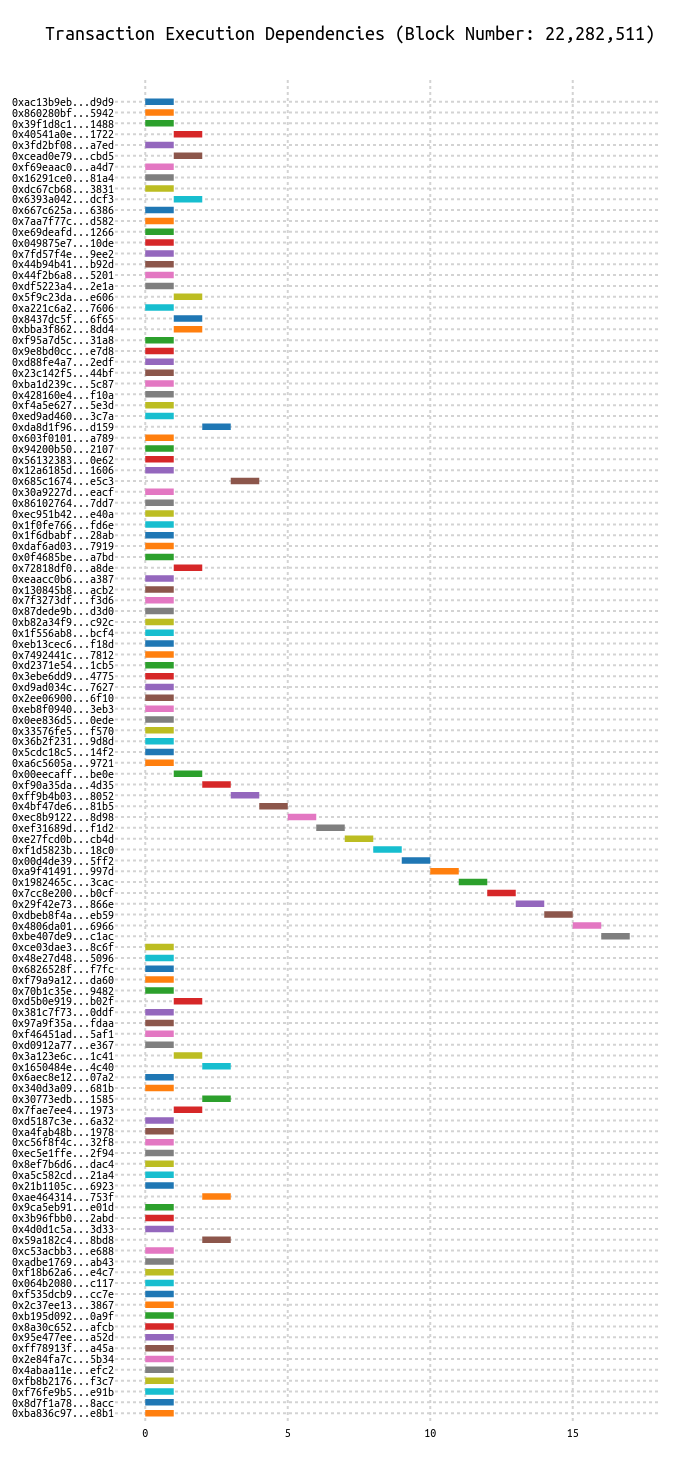 Transaction Execution Dependencies (Block Number: 22,282,511)
0xac13b9eb...d9d9
0x860280bf...5942
0x39f1d8c1...1488
0x40541a0e...1722
0x3fd2bf08...a7ed
0xcead0e79...cbd5
0xf69eaac0...a4d7
0x16291ce0...81a4
0xdc67cb68...3831
0x6393a042...dcf3
0x667c625a...6386
0x7aa7f77c...d582
0xe69deafd...1266
0x049875e7...10de
0x7fd57f4e...9ee2
0x44b94b41...b92d
0x44f2b6a8...5201
0xdf5223a4...2e1a
0x5f9c23da...e606
0xa221c6a2...7606
0x8437dc5f...6f65
0xbba3f862...8dd4
0xf95a7d5c...31a8
0x9e8bd0cc...e7d8
0xd88fe4a7...2edf
0x23c142f5...44bf
0xba1d239c...5c87
0x428160e4...f10a
0xf4a5e627...5e3d
0xed9ad460...3c7a
0xda8d1f96...d159
0x603f0101...a789
0x94200b50...2107
0x56132383...0e62
0x12a6185d...1606
0x685c1674...e5c3
0x30a9227d...eacf
0x86102764...7dd7
0xec951b42...e40a
0x1f0fe766...fd6e
0x1f6dbabf...28ab
0xdaf6ad03...7919
0x0f4685be...a7bd
0x72818df0...a8de
0xeaacc0b6...a387
0x130845b8...acb2
0x7f3273df...f3d6
0x87dede9b...d3d0
0xb82a34f9...c92c
0x1f556ab8...bcf4
0xeb13cec6...f18d
0x7492441c...7812
0xd2371e54...1cb5
0x3ebe6dd9...4775
0xd9ad034c...7627
0x2ee06900...6f10
0xeb8f0940...3eb3
0x0ee836d5...0ede
0x33576fe5...f570
0x36b2f231...9d8d
0x5cdc18c5...14f2
0xa6c5605a...9721
0x00eecaff...be0e
0xf90a35da...4d35
0xff9b4b03...8052
0x4bf47de6...81b5
0xec8b9122...8d98
0xef31689d...f1d2
0xe27fcd0b...cb4d
0xf1d5823b...18c0
0x00d4de39...5ff2
0xa9f41491...997d
0x1982465c...3cac
0x7cc8e200...b0cf
0x29f42e73...866e
0xdbeb8f4a...eb59
0x4806da01...6966
0xbe407de9...c1ac
0xce03dae3...8c6f
0x48e27d48...5096
0x6826528f...f7fc
0xf79a9a12...da60
0x70b1c35e...9482
0xd5b0e919...b02f
0x381c7f73...0ddf
0x97a9f35a...fdaa
0xf46451ad...5af1
0xd0912a77...e367
0x3a123e6c...1c41
0x1650484e...4c40
0x6aec8e12...07a2
0x340d3a09...681b
0x30773edb...1585
0x7fae7ee4...1973
0xd5187c3e...6a32
0xa4fab48b...1978
0xc56f8f4c...32f8
0xec5e1ffe...2f94
0x8ef7b6d6...dac4
0xa5c582cd...21a4
0x21b1105c...6923
0xae464314...753f
0x9ca5eb91...e01d
0x3b96fbb0...2abd
0x4d0d1c5a...3d33
0x59a182c4...8bd8
0xc53acbb3...e688
0xadbe1769...ab43
0xf18b62a6...e4c7
0x064b2080...c117
0xf535dcb9...cc7e
0x2c37ee13...3867
0xb195d092...0a9f
0x8a30c652...afcb
0x95e477ee...a52d
0xff78913f...a45a
0x2e84fa7c...5b34
0x4abaa11e...efc2
0xfb8b2176...f3c7
0xf76fe9b5...e91b
0x8d7f1a78...8acc
0xba836c97...e8b1
0 5 10 15